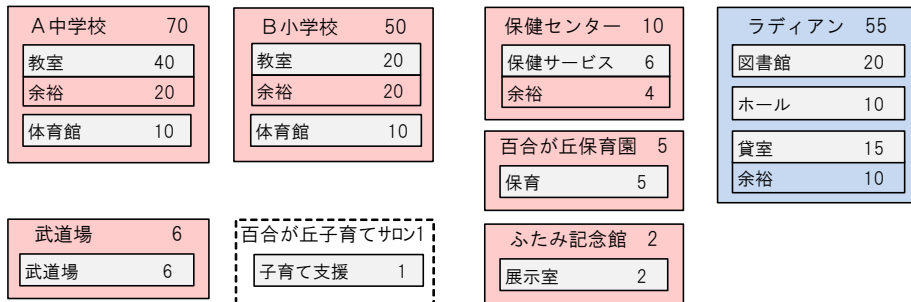 A中学校 70
教室 40
余裕 20
体育館 10
B小学校 50
教室 20
余裕 20
体育館 10
保健センター 10
保健サービス 6
余裕 4
ラディアン 55
図書館 20
ホール 10
貸室 15
余裕 10
百合が丘保育園 5
保育 5
武道場 6
武道場 6
百合が丘子育てサロン1
子育て支援 1
ふたみ記念館 2
展示室 2